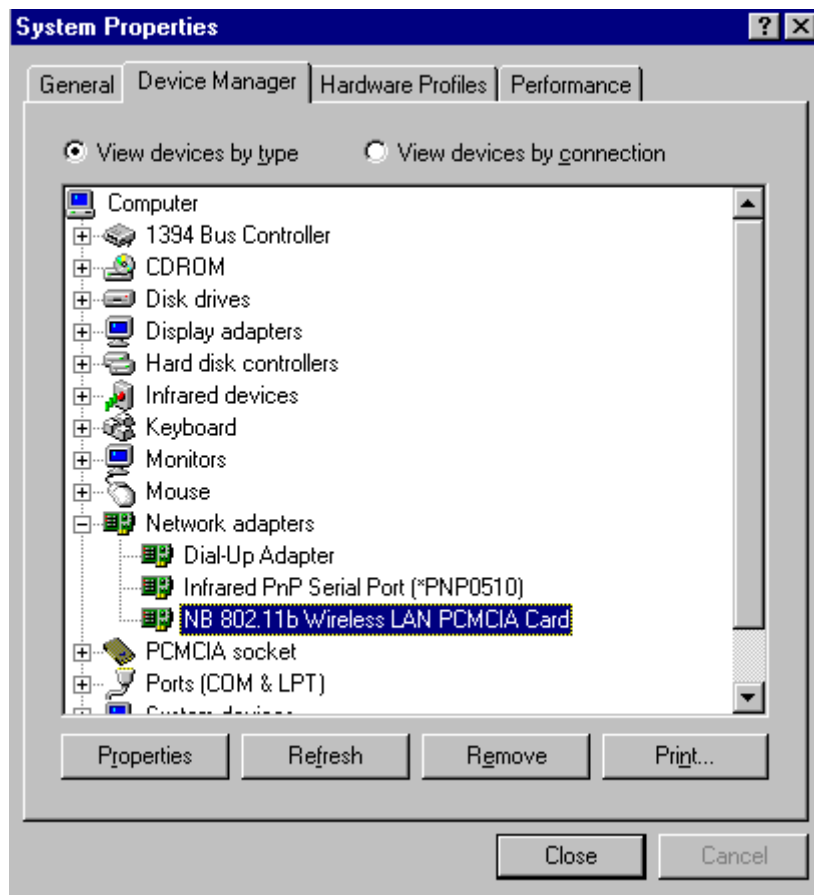 System Properties
General Device Manager Hardware Profiles Performance
View devices by type View devices by connection
Computer
1394 Bus Controller
CDROM
Disk drives
Display adapters
Hard disk controllers
Infrared devices
Keyboard
Monitors
Mouse
Network adapters
Dial-Up Adapter
Infrared PnP Serial Port (*PNP0510)
NB 802.11b Wireless LAN PCMCIA Card
PCMCIA socket
Ports (COM & LPT)
System devices
Properties Refresh Remove Print...
Close Cancel